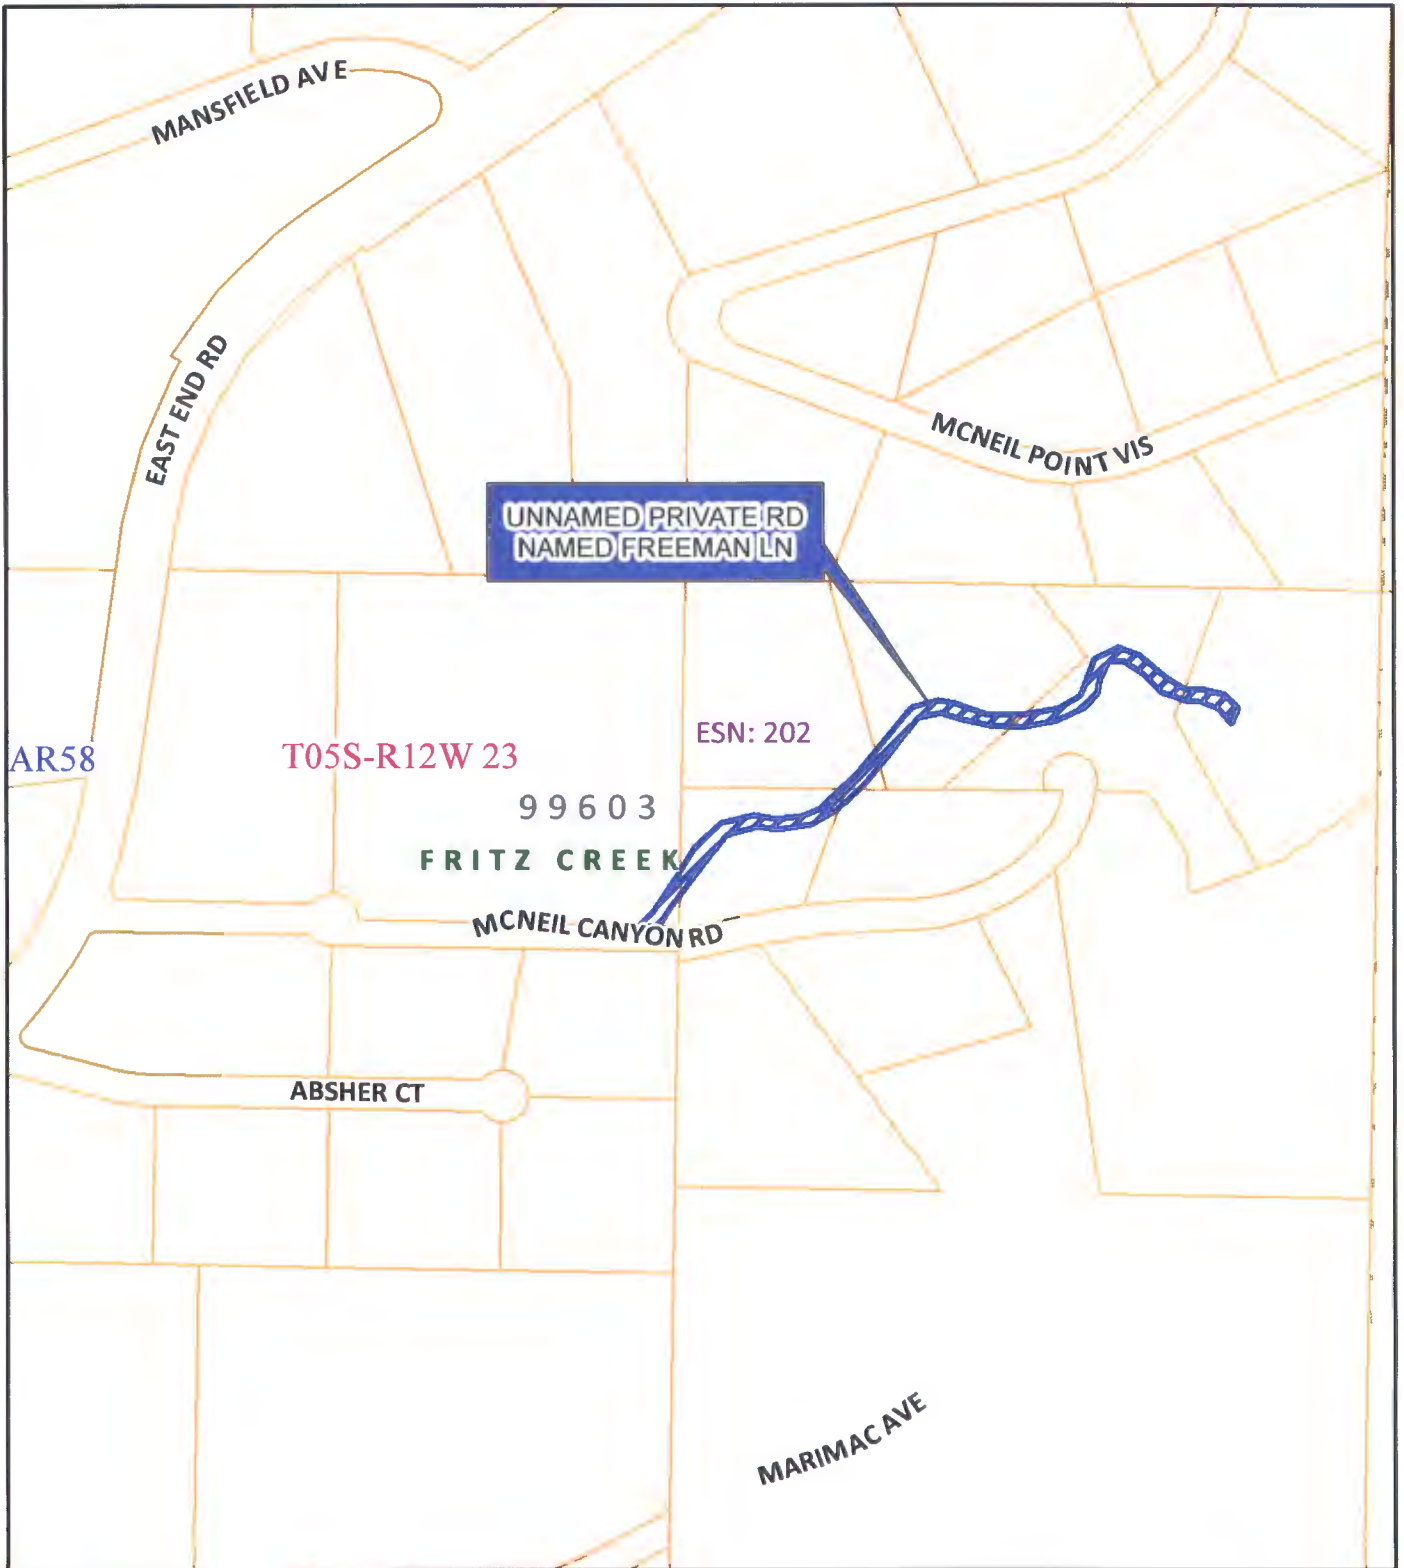 MANSFIELD AVE
EAST END RD
MCNEIL POINT VIS
UNNAMED PRIVATE RD
NAMED FREEMAN LN
ESN: 202
AR58
T05S-R12W 23
99603
FRITZ CREEK
MCNEIL CANYON RD
ABSHER CT
MARIMAC AVE